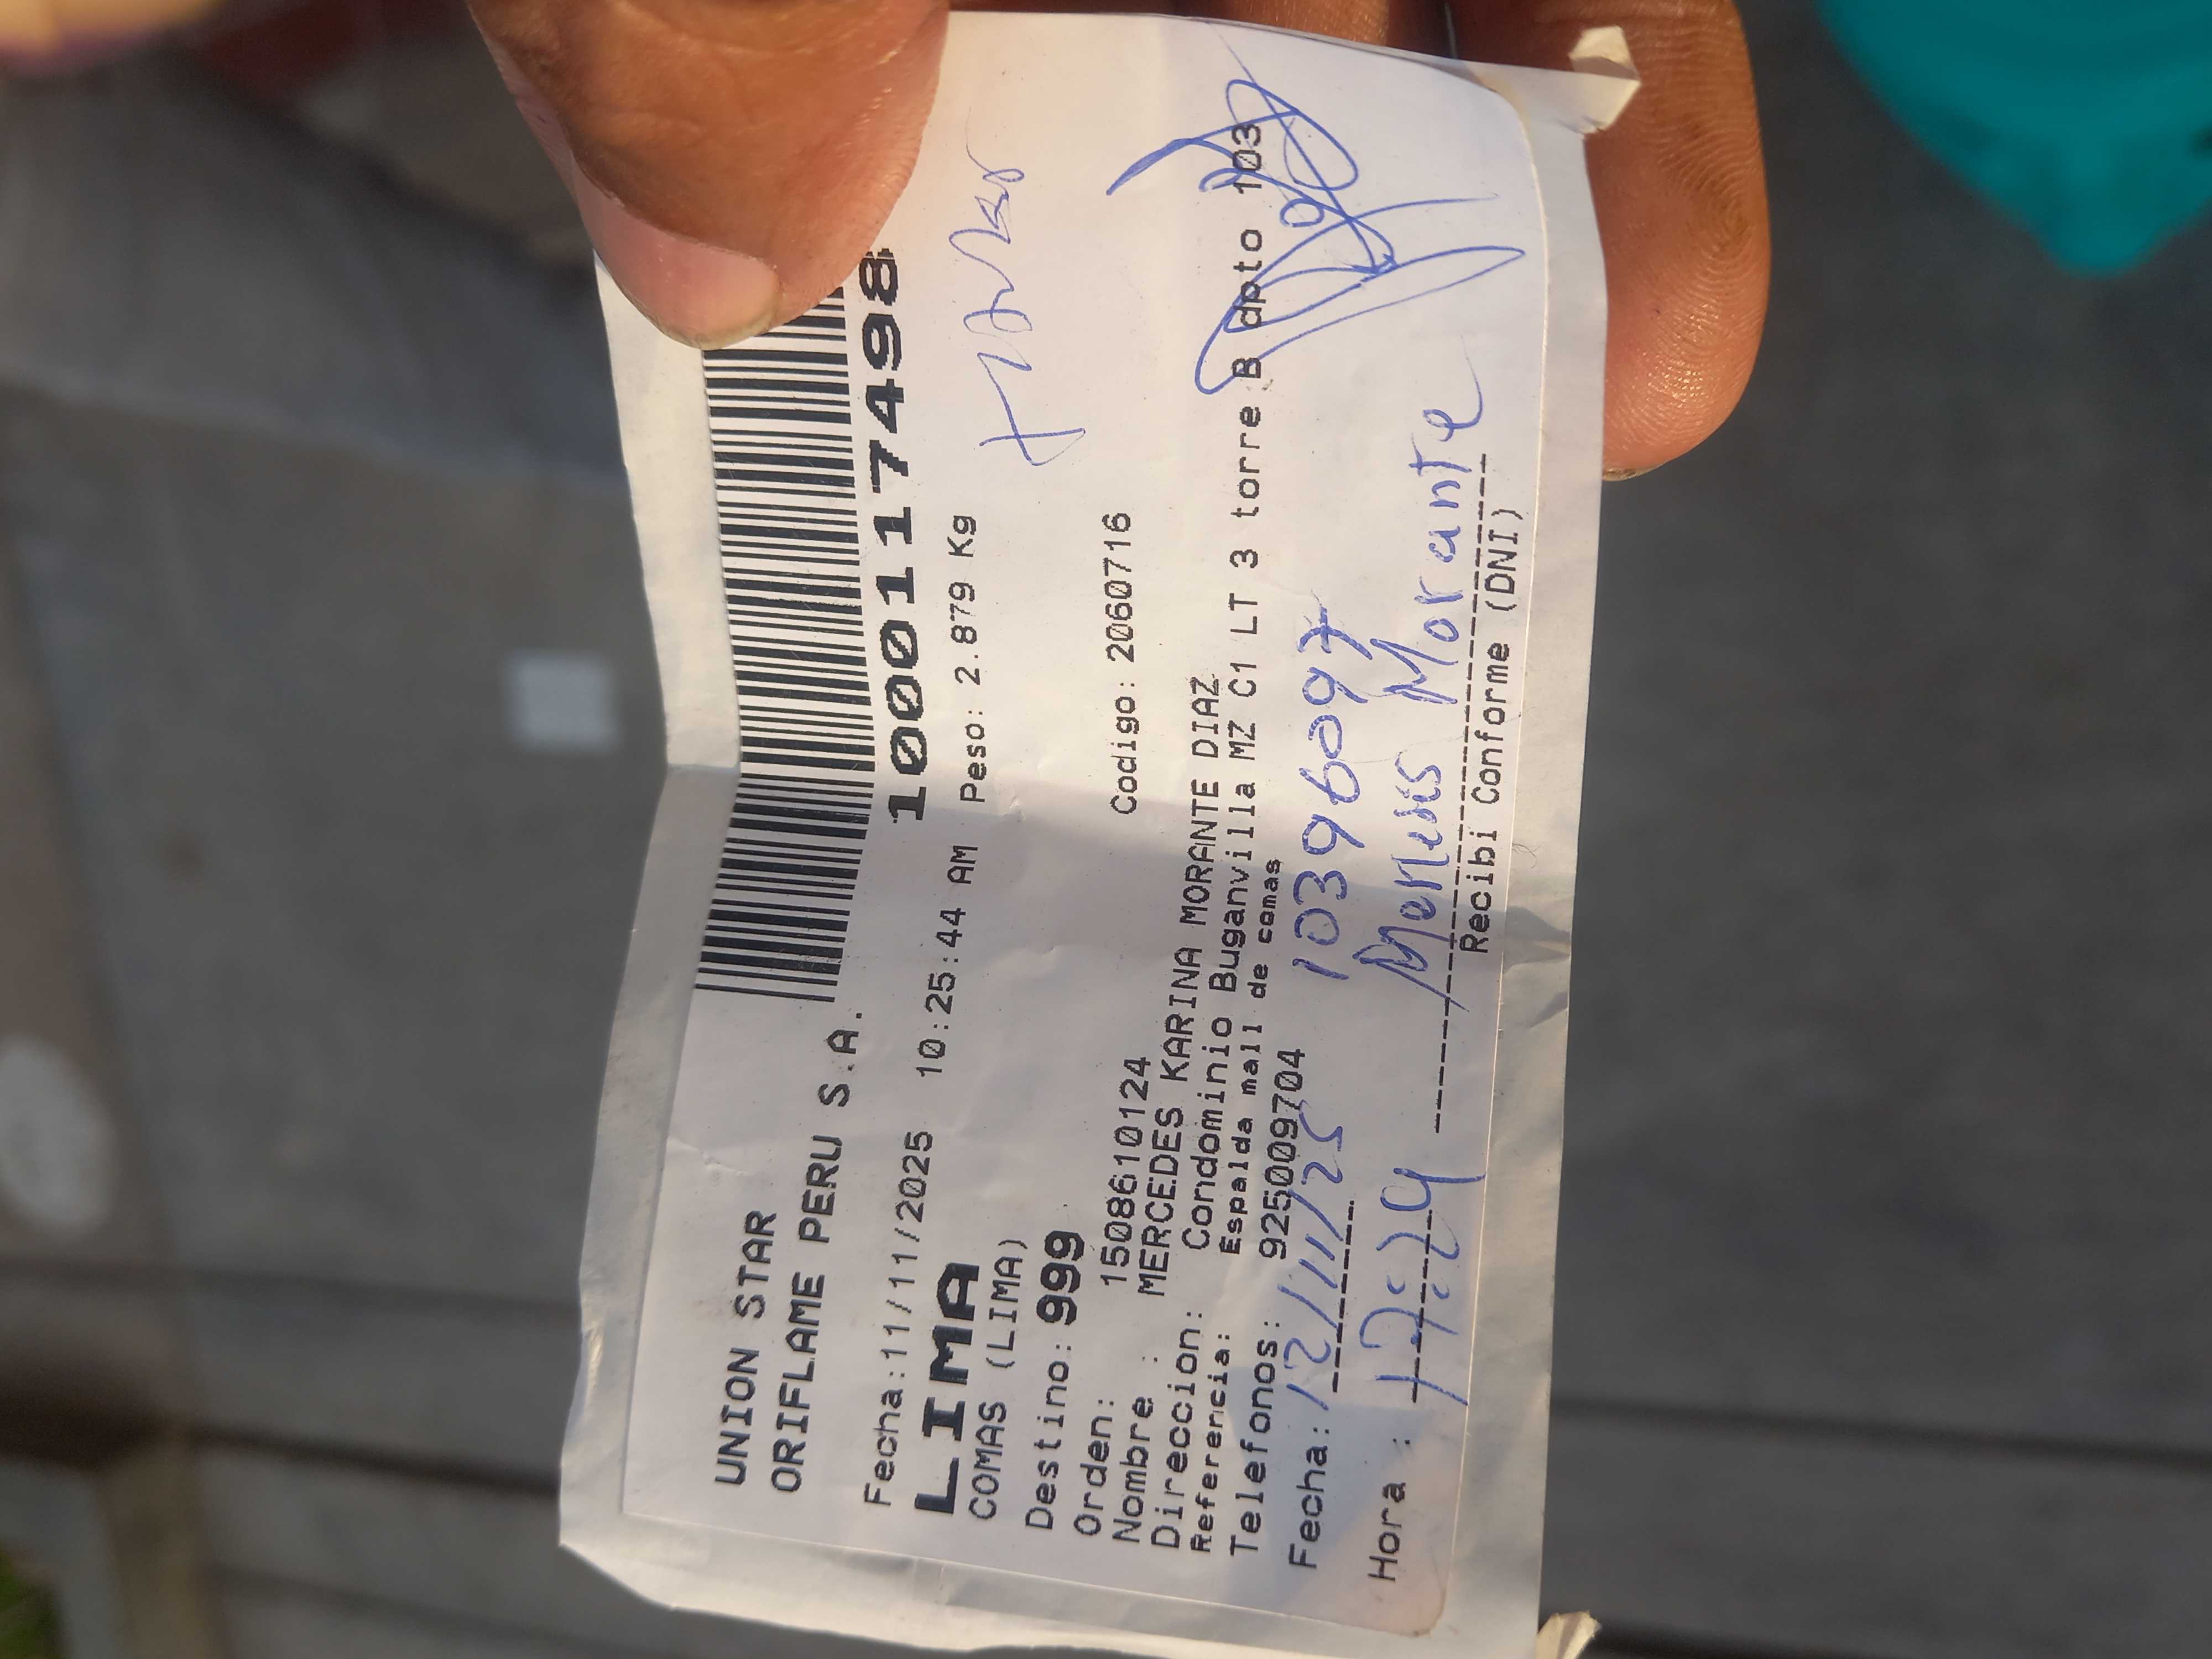 UNION STAR
ORIFLAME PERU S.A.
1000117498
Fecha:11/11/2025 10:25:44 AM Peso: 2.879 Kg
LIMA
COMAS (LIMA)
Destino: 999
Orden: 1508610124 Codigo: 2060716
Nombre : MERCEDES KARINA MORANTE DIAZ
Direccion: Condominio Buganvilla MZ C1 LT 3 torre B dpto 103
Referencia: Espalda mall de comas
Telefonos: 925009704
Fecha: 12/11/25 10396097
Hora : 17:29 Morante
Recibi Conforme (DNI)